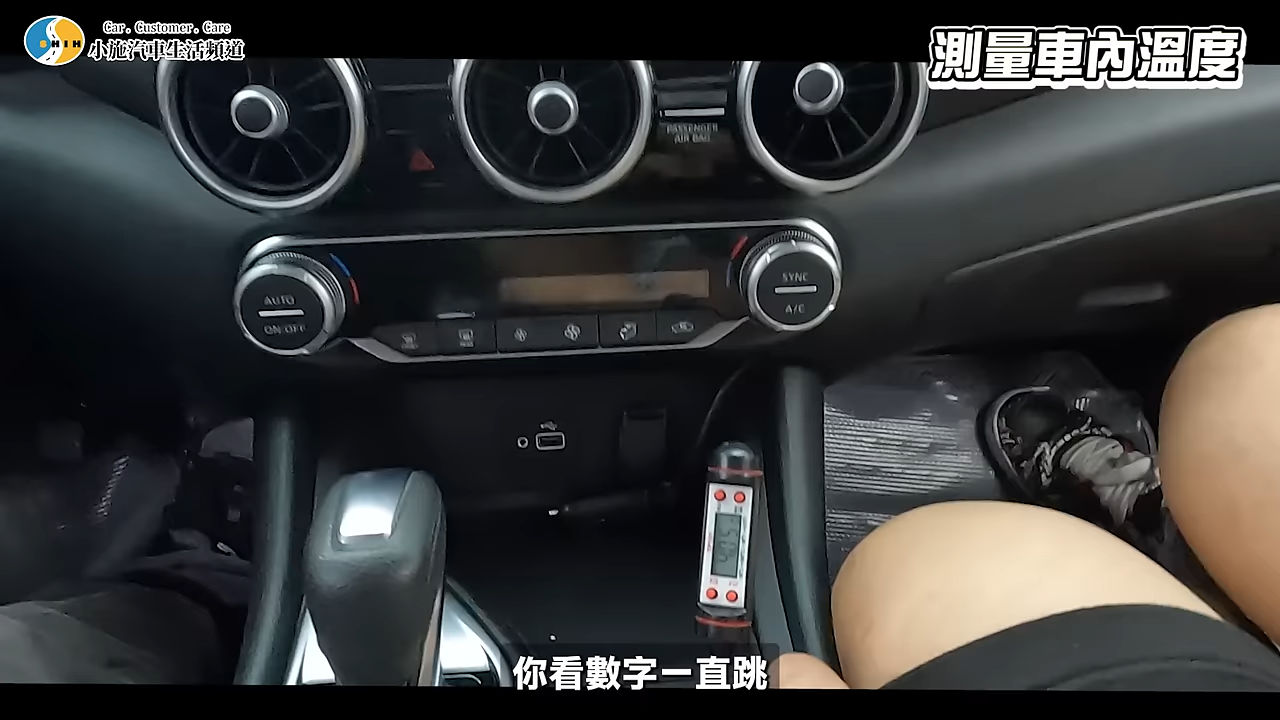 Car. Customer. Care
SHIH
小施汽車生活頻道
測量車內溫度
PASSENGER
AIR BAG
AUTO
ON·OFF
SYNC
A/C
你看數字一直跳